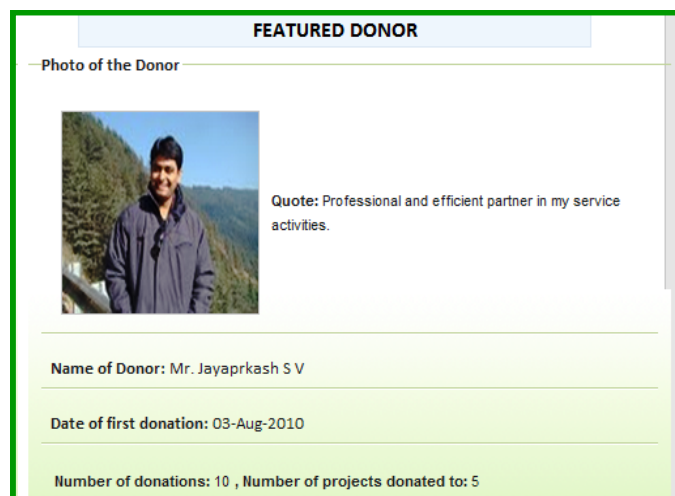 FEATURED DONOR
Photo of the Donor
Quote: Professional and efficient partner in my service
activities.
Name of Donor: Mr. Jayaprkash S V
Date of first donation: 03-Aug-2010
Number of donations: 10 , Number of projects donated to: 5